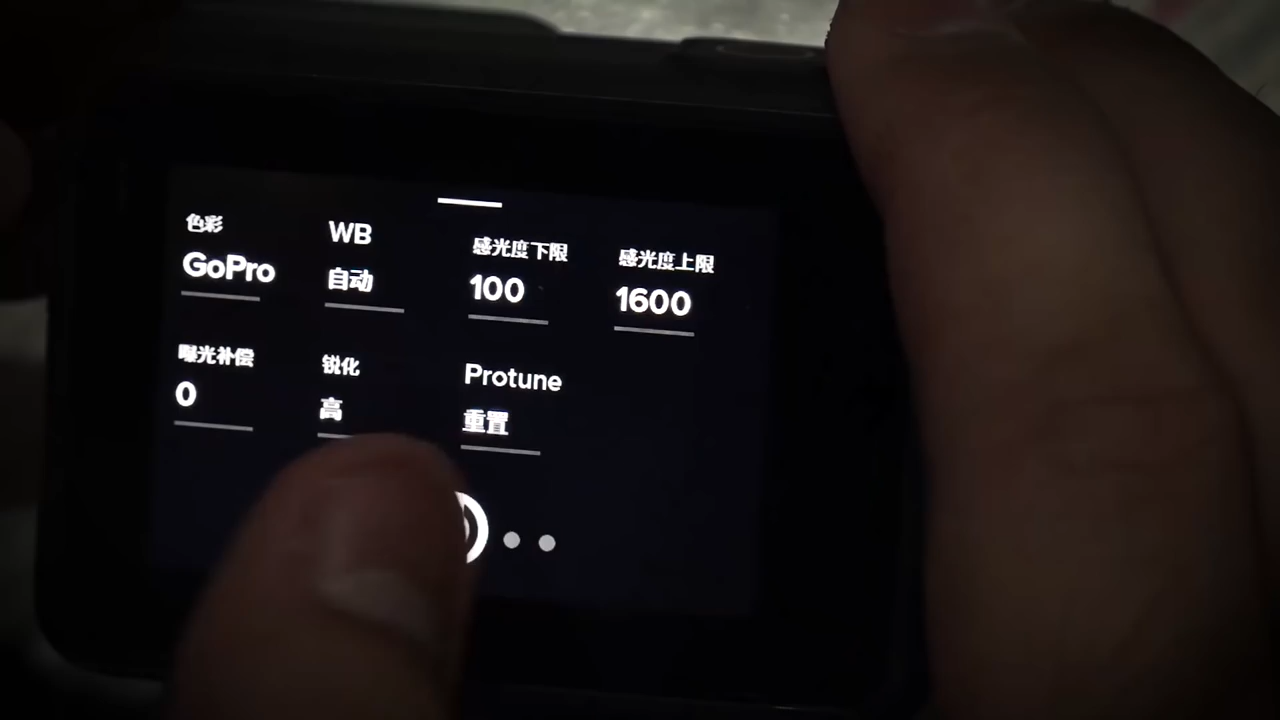 色彩
GoPro
WB
自动
感光度下限
100
感光度上限
1600
曝光补偿
0
锐化
高
Protune
重置